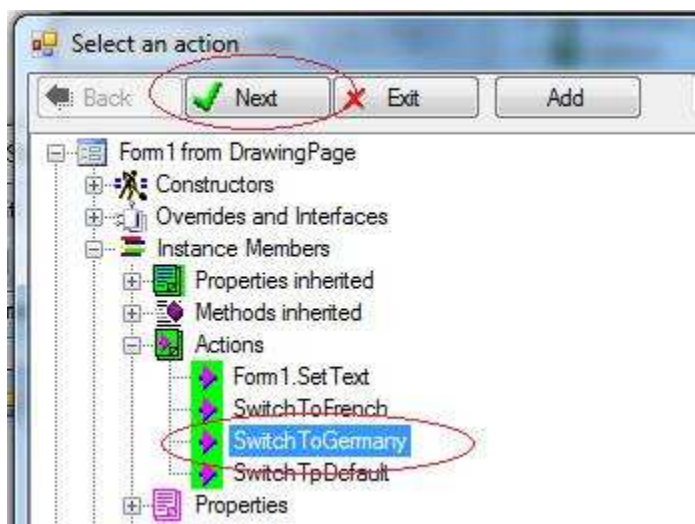 Select an action
Back Next Exit Add
Form1 from DrawingPage
Constructors
Overrides and Interfaces
Instance Members
Properties inherited
Methods inherited
Actions
Form1.SetText
SwitchToFrench
SwitchToGermany
SwitchTpDefault
Properties